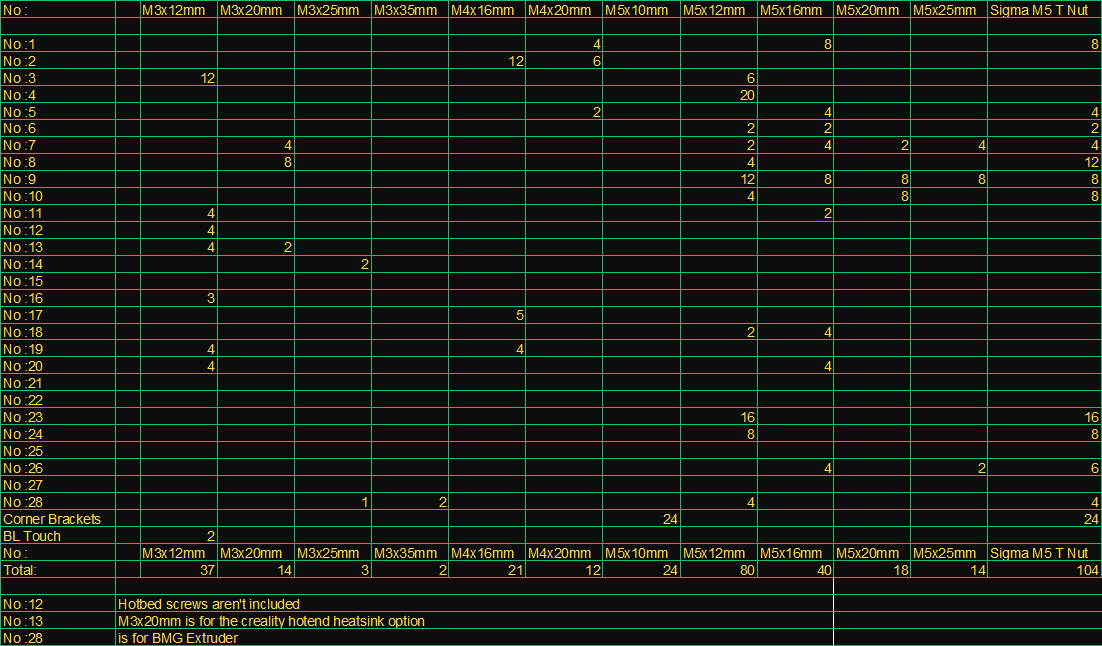 No : M3x12mm M3x20mm M3x25mm M3x35mm M4x16mm M4x20mm M5x10mm M5x12mm M5x16mm M5x20mm M5x25mm Sigma M5 T Nut
No :1 4 8 8
No :2 12 6
No :3 12 6
No :4 20
No :5 2 4 4
No :6 2 2 2
No :7 4 2 4 2 4 4
No :8 8 4 12
No :9 12 8 8 8 8
No :10 4 8 8
No :11 4 2
No :12 4
No :13 4 2
No :14 2
No :15
No :16 3
No :17 5
No :18 2 4
No :19 4 4
No :20 4 4
No :21
No :22
No :23 16 16
No :24 8 8
No :25
No :26 4 2 6
No :27
No :28 1 2 4 4
Corner Brackets 24 24
BL Touch 2
No : M3x12mm M3x20mm M3x25mm M3x35mm M4x16mm M4x20mm M5x10mm M5x12mm M5x16mm M5x20mm M5x25mm Sigma M5 T Nut
Total: 37 14 3 2 21 12 24 80 40 18 14 104
No :12 Hotbed screws aren't included
No :13 M3x20mm is for the creality hotend heatsink option
No :28 is for BMG Extruder